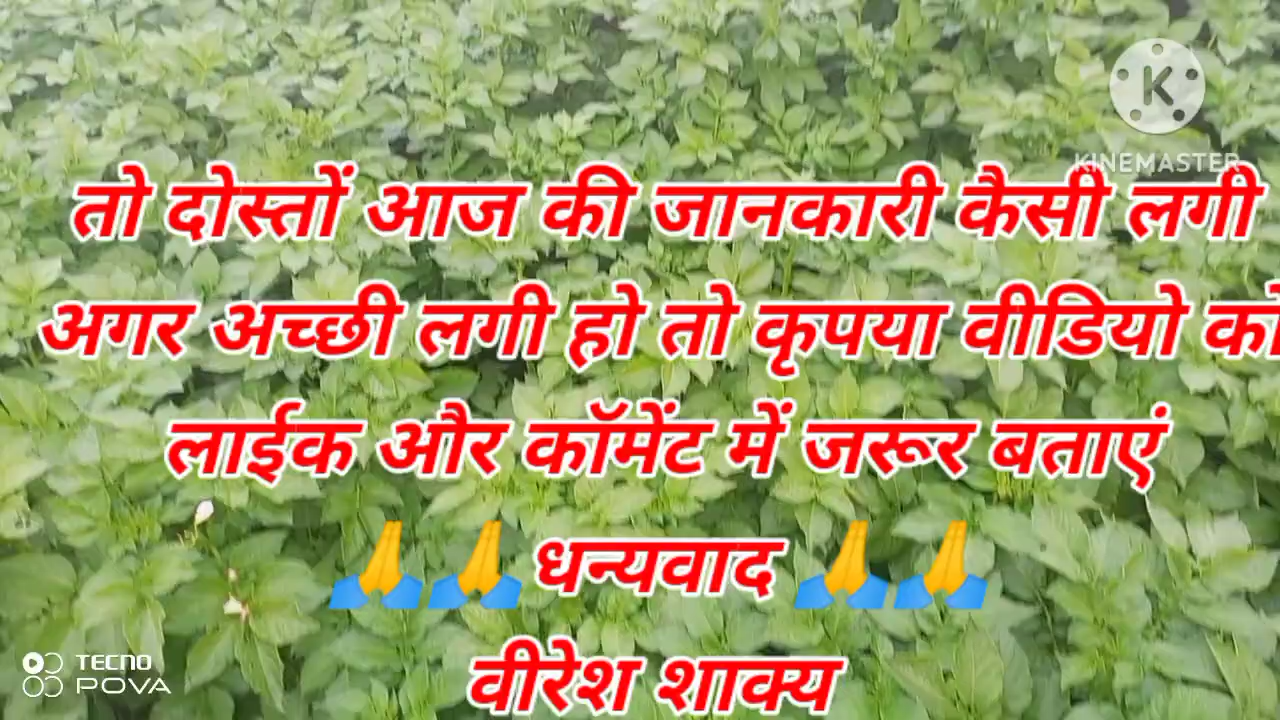 K
KINEMASTER
तो दोस्तों आज की जानकारी कैसी लगी
अगर अच्छी लगी हो तो कृपया वीडियो को
लाईक और कॉमेंट में जरूर बताएं
🙏🙏 धन्यवाद 🙏🙏
वीरेश शाक्य
TECNO
POVA